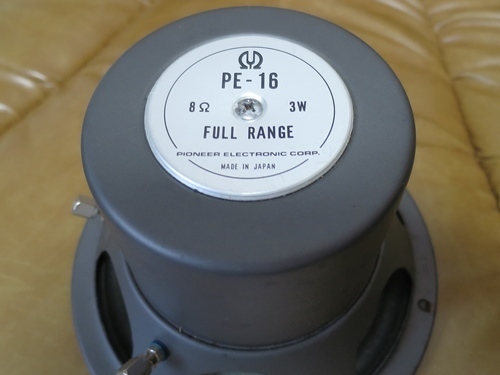 PE-16
8Ω 3W
FULL RANGE
PIONEER ELECTRONIC CORP.
MADE IN JAPAN